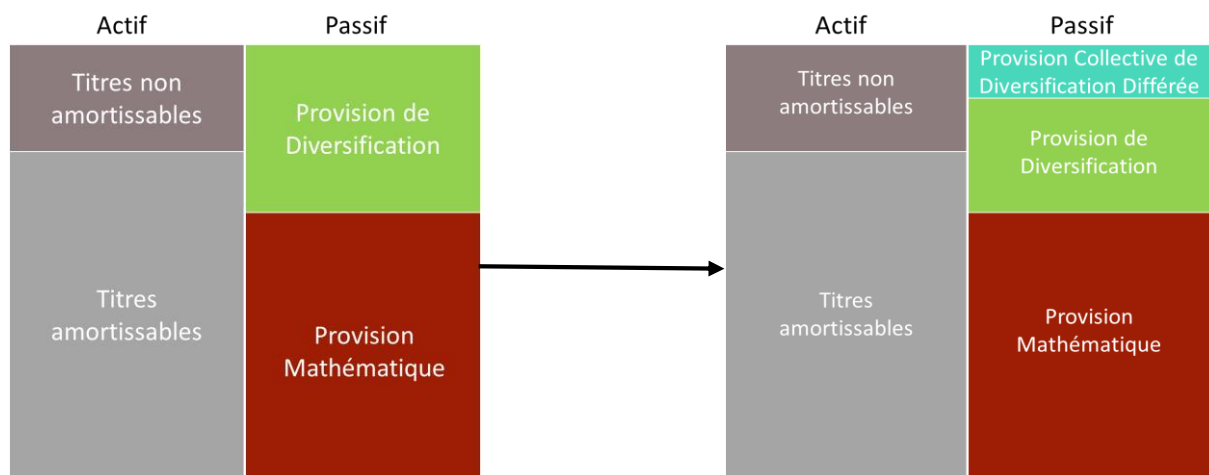 Actif
Passif
Titres non
amortissables
Provision de
Diversification
Titres
amortissables
Provision
Mathématique
Actif
Passif
Titres non
amortissables
Provision Collective de
Diversification Différée
Provision de
Diversification
Titres
amortissables
Provision
Mathématique